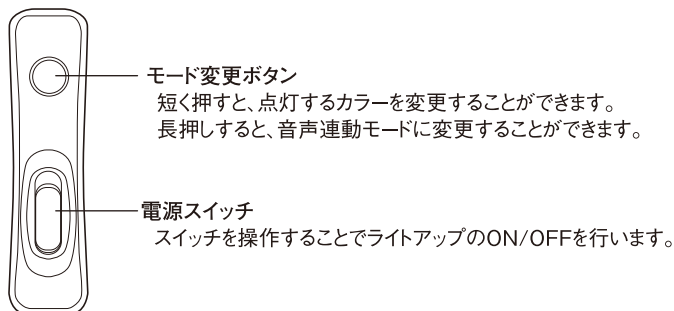 モード変更ボタン
短く押すと、点灯するカラーを変更することができます。
長押しすると、音声連動モードに変更することができます。
電源スイッチ
スイッチを操作することでライトアップのON/OFFを行います。